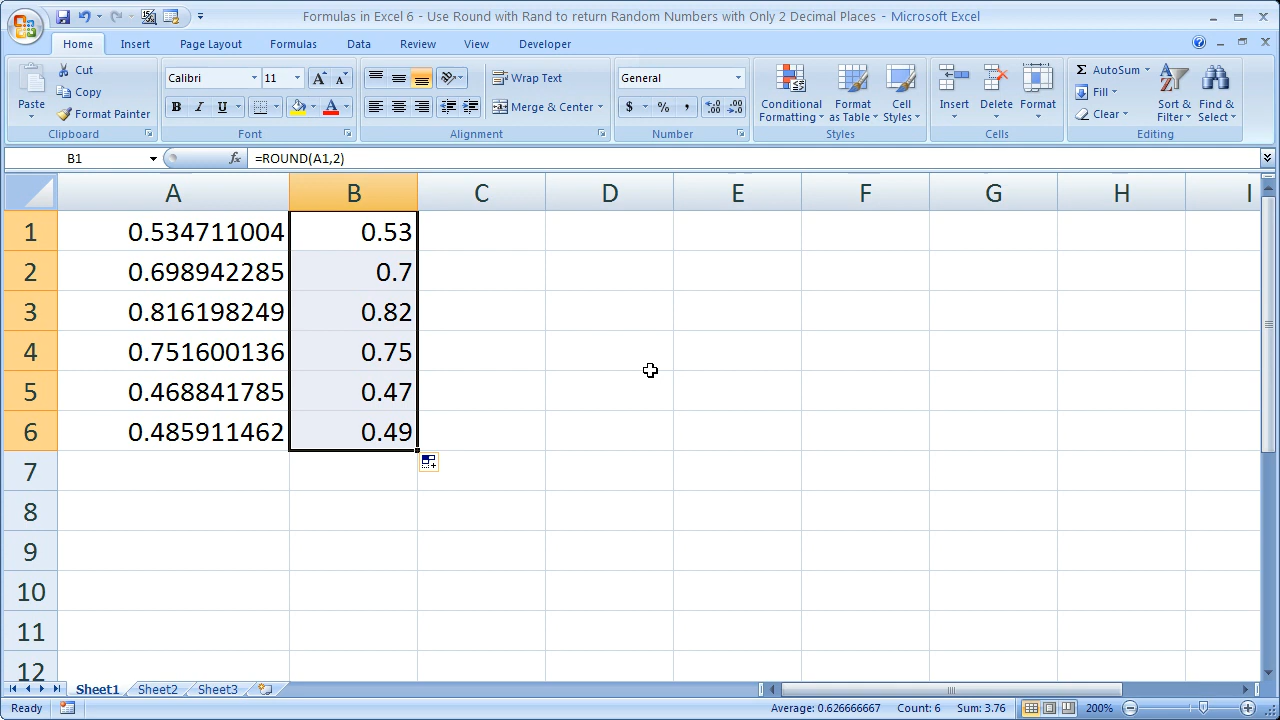 Formulas in Excel 6 - Use Round with Rand to return Random Numbers with Only 2 Decimal Places - Microsoft Excel
Home Insert Page Layout Formulas Data Review View Developer
Paste Cut Copy Format Painter Clipboard
Calibri 11 B I U A Font
Wrap Text Merge & Center Alignment
General $ % , Number
Conditional Formatting Format as Table Cell Styles Styles
Insert Delete Format Cells
Σ AutoSum Fill Clear Sort & Filter Find & Select Editing
B1 fx =ROUND(A1,2)
A B C D E F G H I
1 0.534711004 0.53
2 0.698942285 0.7
3 0.816198249 0.82
4 0.751600136 0.75
5 0.468841785 0.47
6 0.485911462 0.49
7
8
9
10
11
12
Sheet1 Sheet2 Sheet3
Ready Average: 0.626666667 Count: 6 Sum: 3.76 200%